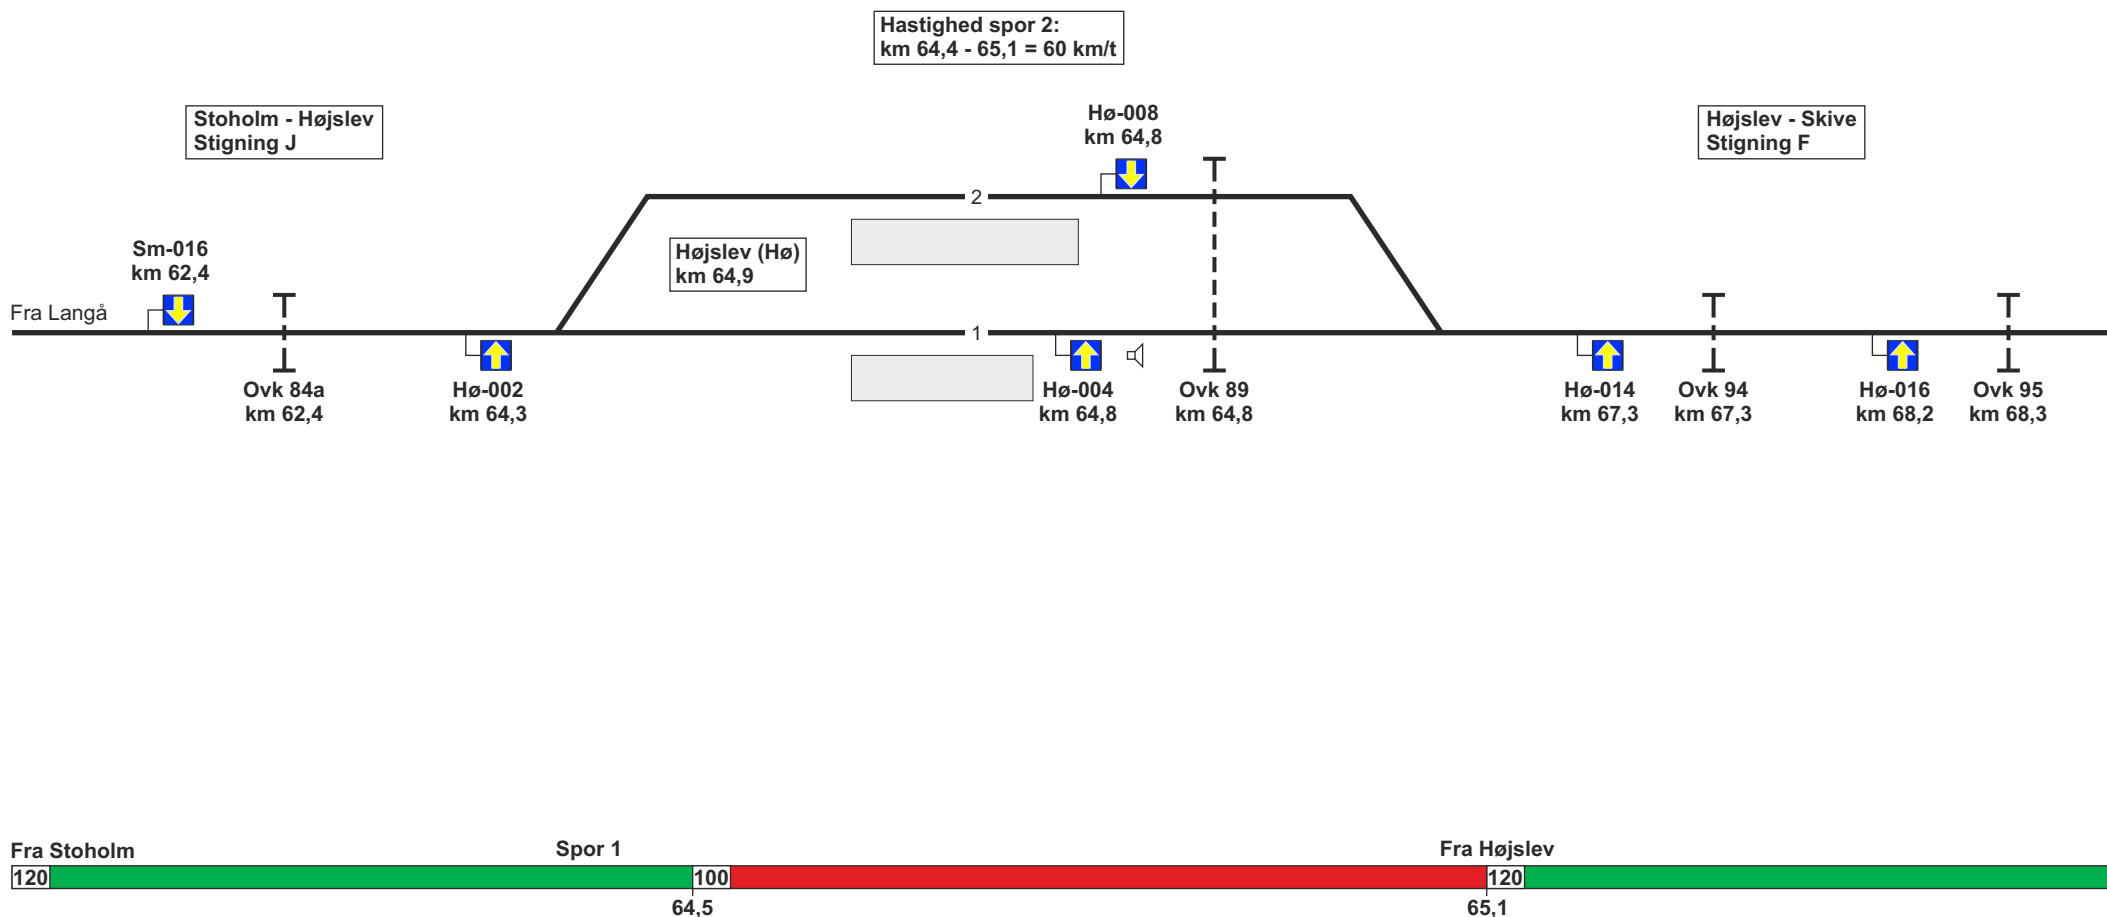 Hastighed spor 2:
km 64,4 - 65,1 = 60 km/t
Stoholm - Højslev
Stigning J
Hø-008
km 64,8
Højslev - Skive
Stigning F
2
Sm-016
km 62,4
Højslev (Hø)
km 64,9
Fra Langå
1
Ovk 84a
km 62,4
Hø-002
km 64,3
Hø-004
km 64,8
Ovk 89
km 64,8
Hø-014
km 67,3
Ovk 94
km 67,3
Hø-016
km 68,2
Ovk 95
km 68,3
Fra Stoholm
Spor 1
Fra Højslev
120
100
120
64,5
65,1